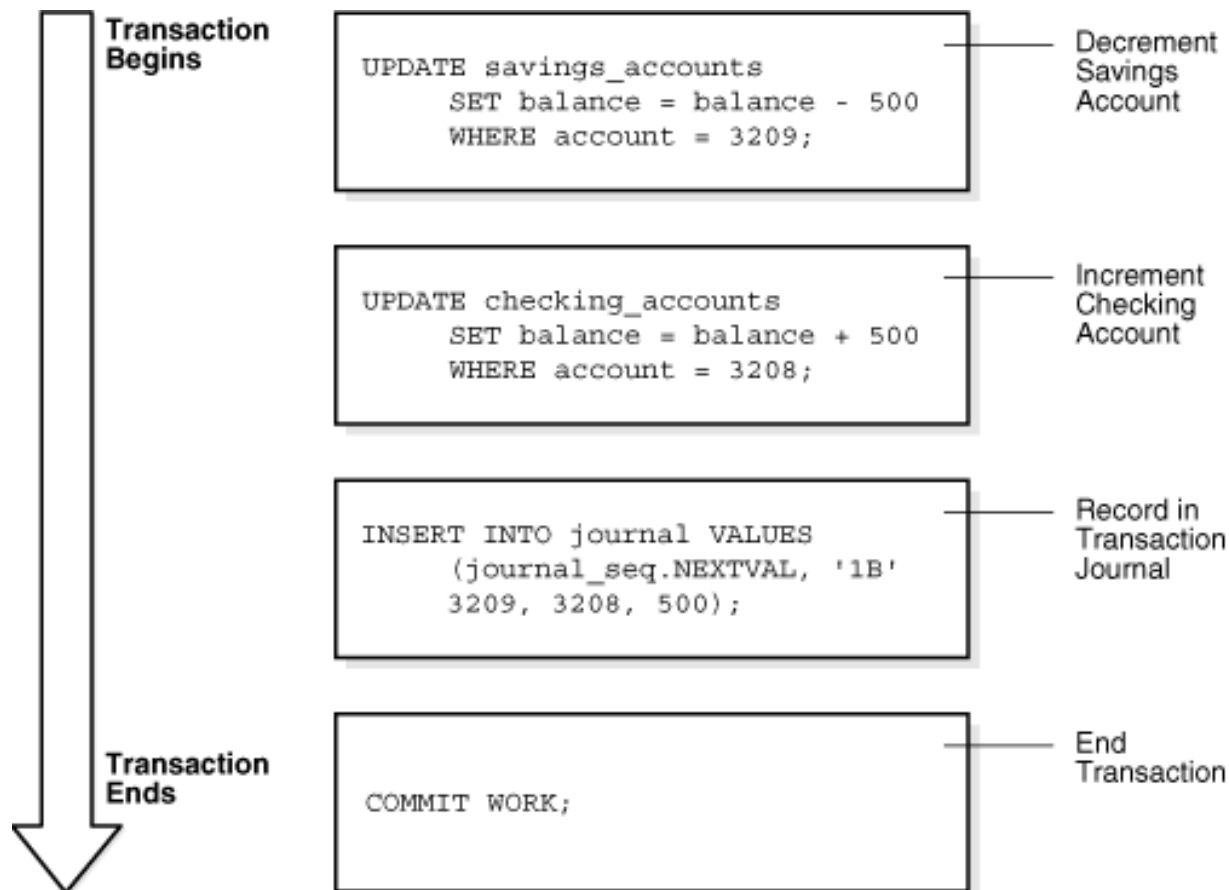 Transaction
Begins
UPDATE savings_accounts
SET balance = balance - 500
WHERE account = 3209;
Decrement
Savings
Account
UPDATE checking_accounts
SET balance = balance + 500
WHERE account = 3208;
Increment
Checking
Account
INSERT INTO journal VALUES
(journal_seq.NEXTVAL, '1B'
3209, 3208, 500);
Record in
Transaction
Journal
Transaction
Ends
COMMIT WORK;
End
Transaction